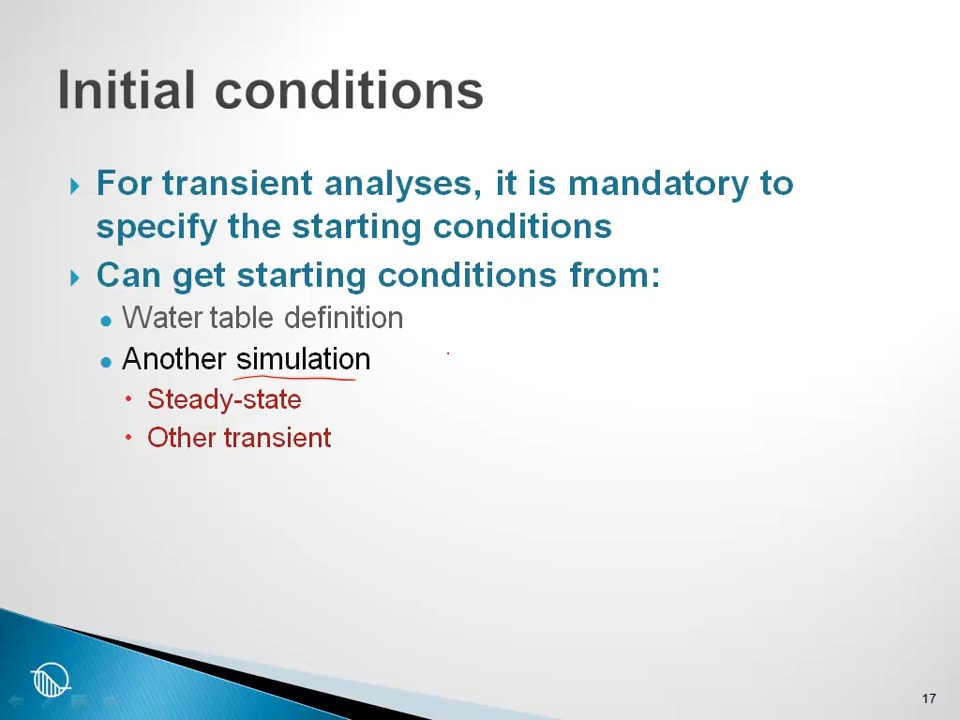 Initial conditions
For transient analyses, it is mandatory to
specify the starting conditions
Can get starting conditions from:
Water table definition
Another simulation
Steady-state
Other transient
17